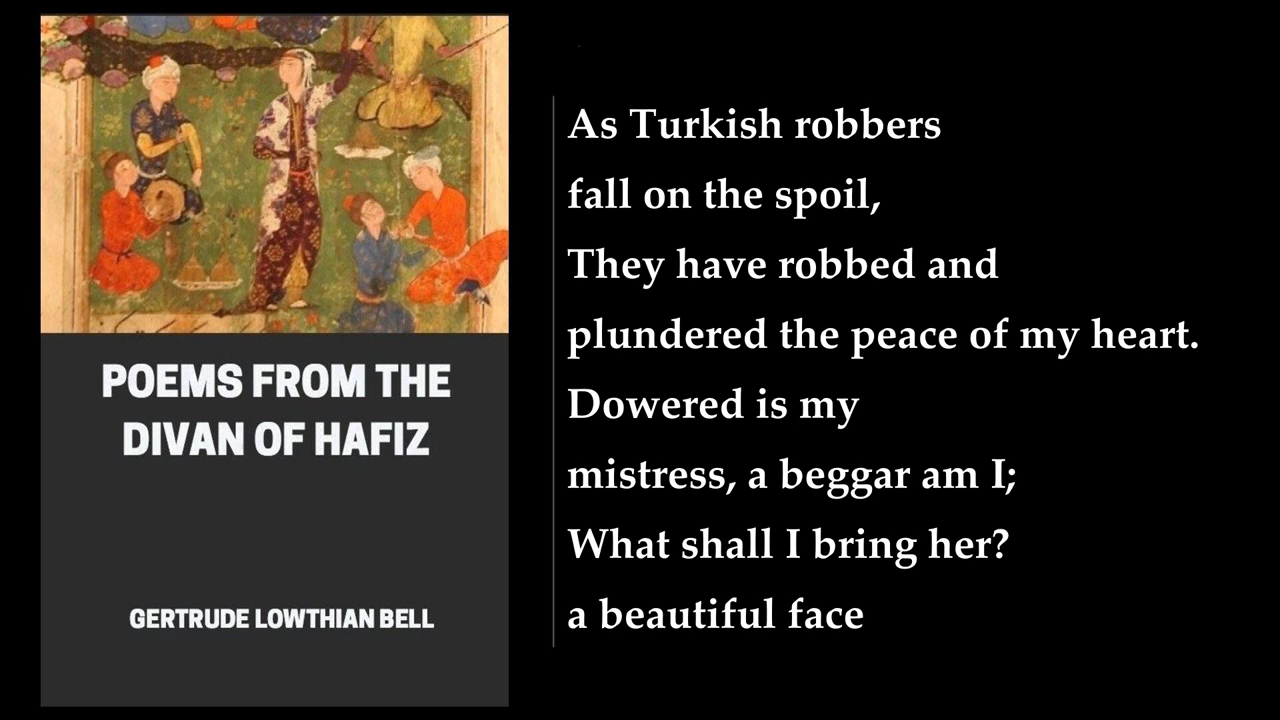 POEMS FROM THE
DIVAN OF HAFIZ
GERTRUDE LOWTHIAN BELL
As Turkish robbers
fall on the spoil,
They have robbed and
plundered the peace of my heart.
Dowered is my
mistress, a beggar am I;
What shall I bring her?
a beautiful face